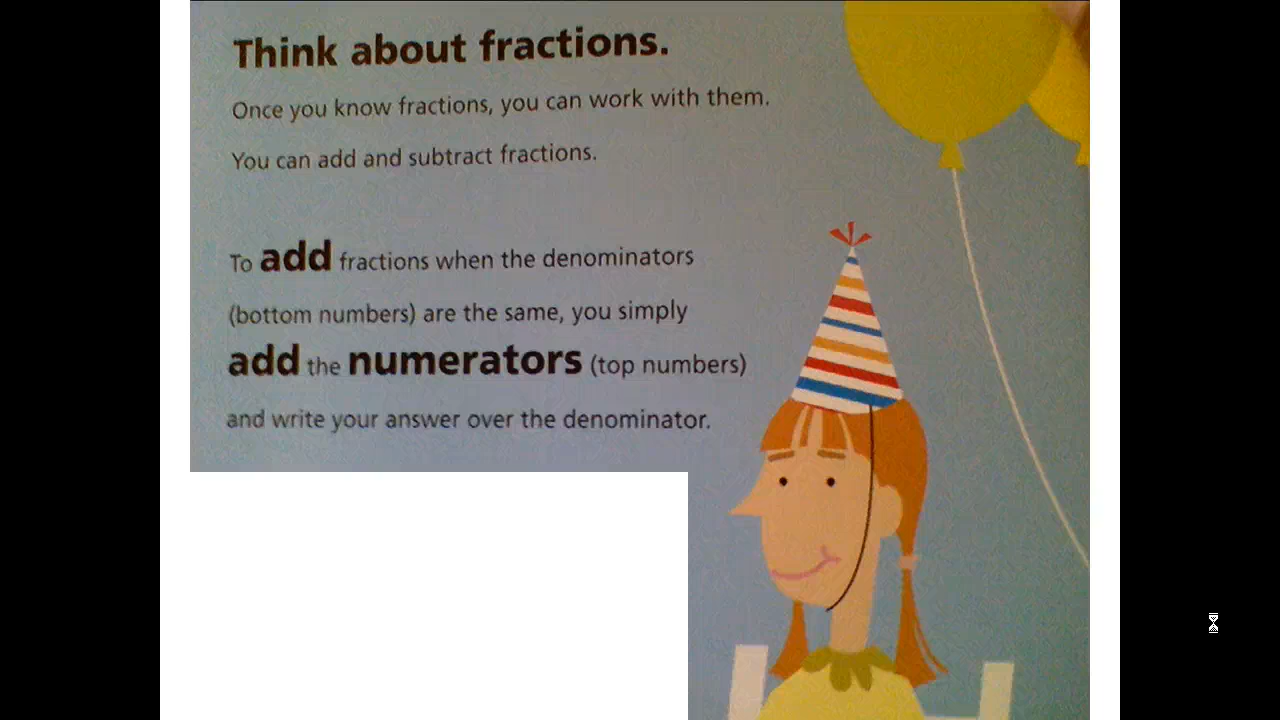 Think about fractions.
Once you know fractions, you can work with them.
You can add and subtract fractions.
To add fractions when the denominators
(bottom numbers) are the same, you simply
add the numerators (top numbers)
and write your answer over the denominator.